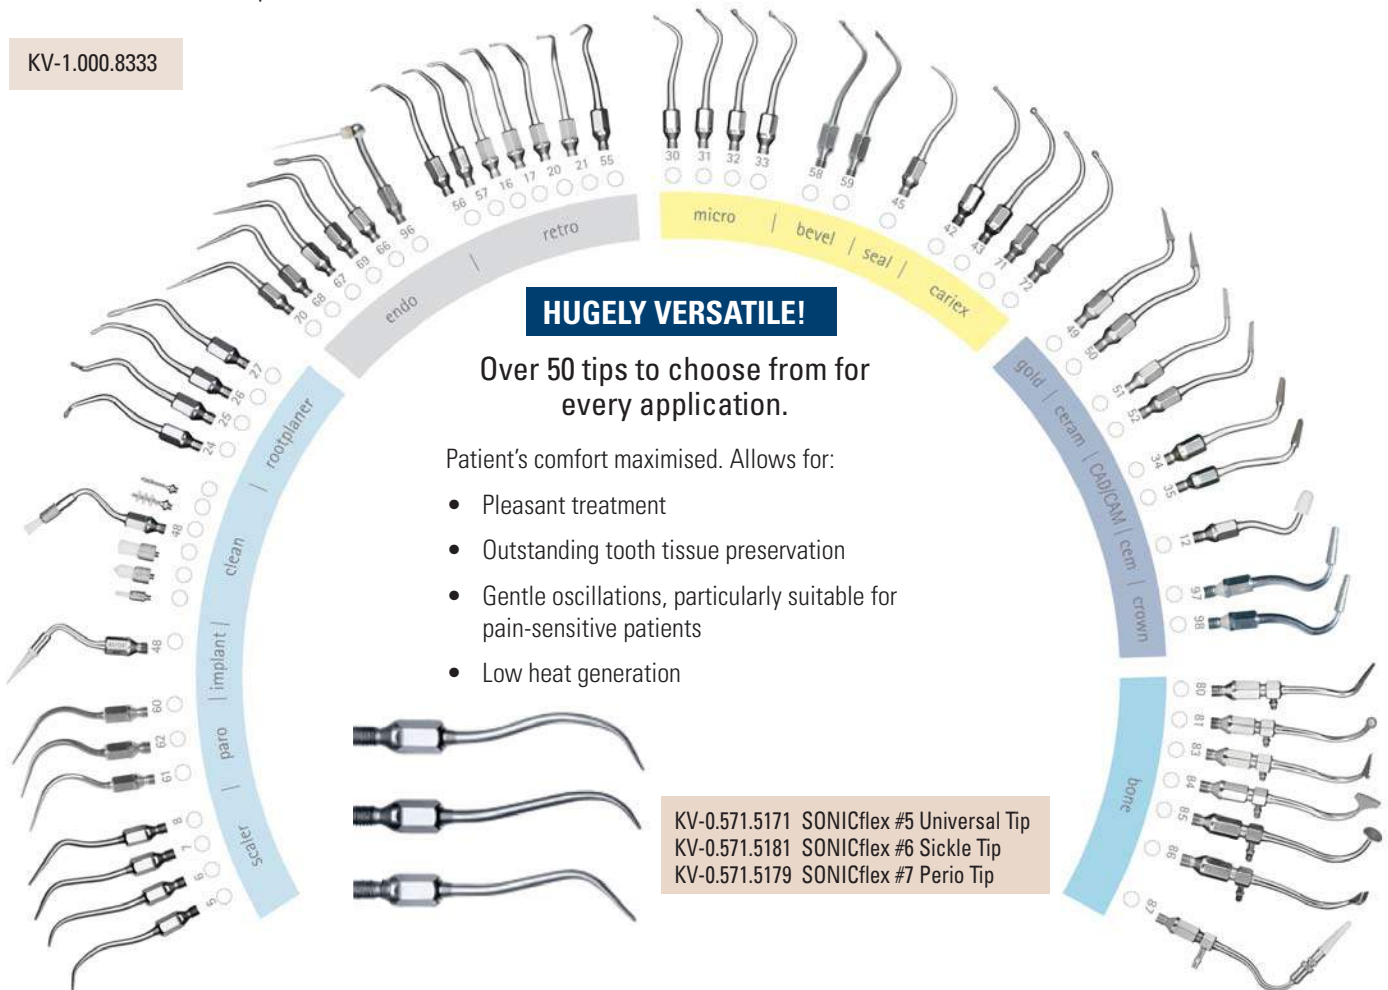 KV-1.000.8333
30
31
32
33
58
59
45
42
43
71
72
49
50
51
52
34
35
12
97
98
80
81
83
84
85
86
87
55
21
20
17
16
57
56
96
66
69
67
68
70
27
26
25
24
48
48
60
62
61
8
7
6
5
micro | bevel | seal | cariex
gold | ceram | CAD/CAM | cem | crown
bone
endo | retro
scaler | paro | implant | clean | rootplaner
HUGELY VERSATILE!
Over 50 tips to choose from for
every application.
Patient's comfort maximised. Allows for:
• Pleasant treatment
• Outstanding tooth tissue preservation
• Gentle oscillations, particularly suitable for
pain-sensitive patients
• Low heat generation
KV-0.571.5171 SONICflex #5 Universal Tip
KV-0.571.5181 SONICflex #6 Sickle Tip
KV-0.571.5179 SONICflex #7 Perio Tip